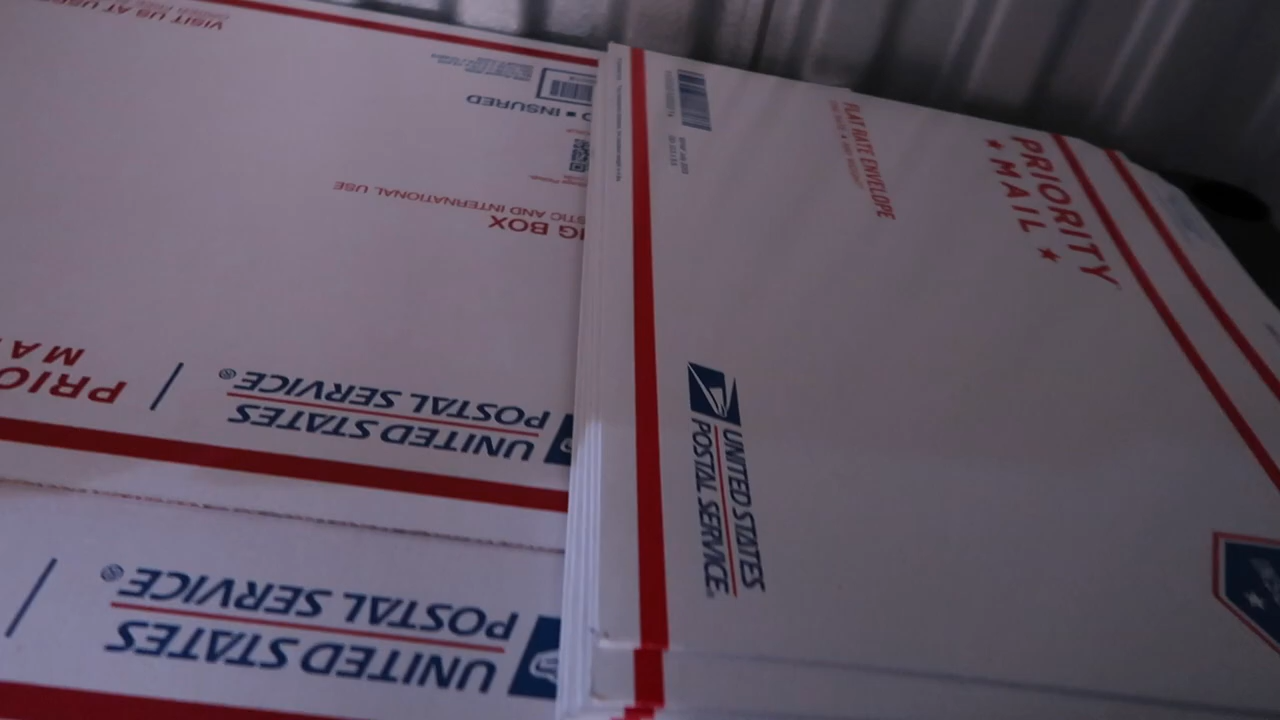 VISIT US AT USPS
INSURED
STIC AND INTERNATIONAL USE
NG BOX
PRIO
MA
UNITED STATES
POSTAL SERVICE®
UNITED STATES
POSTAL SERVICE®
FLAT RATE ENVELOPE
PRIORITY
★ MAIL ★
UNITED STATES
POSTAL SERVICE®